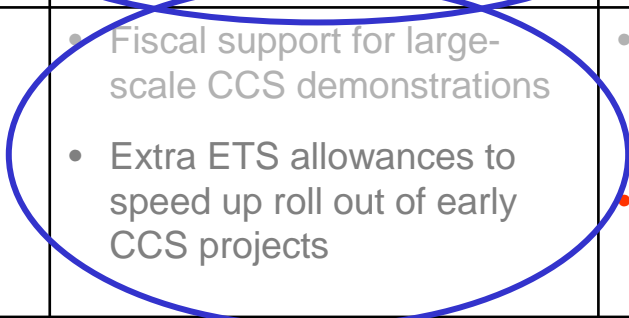 • Fiscal support for large-
scale CCS demonstrations
• Extra ETS allowances to
speed up roll out of early
CCS projects